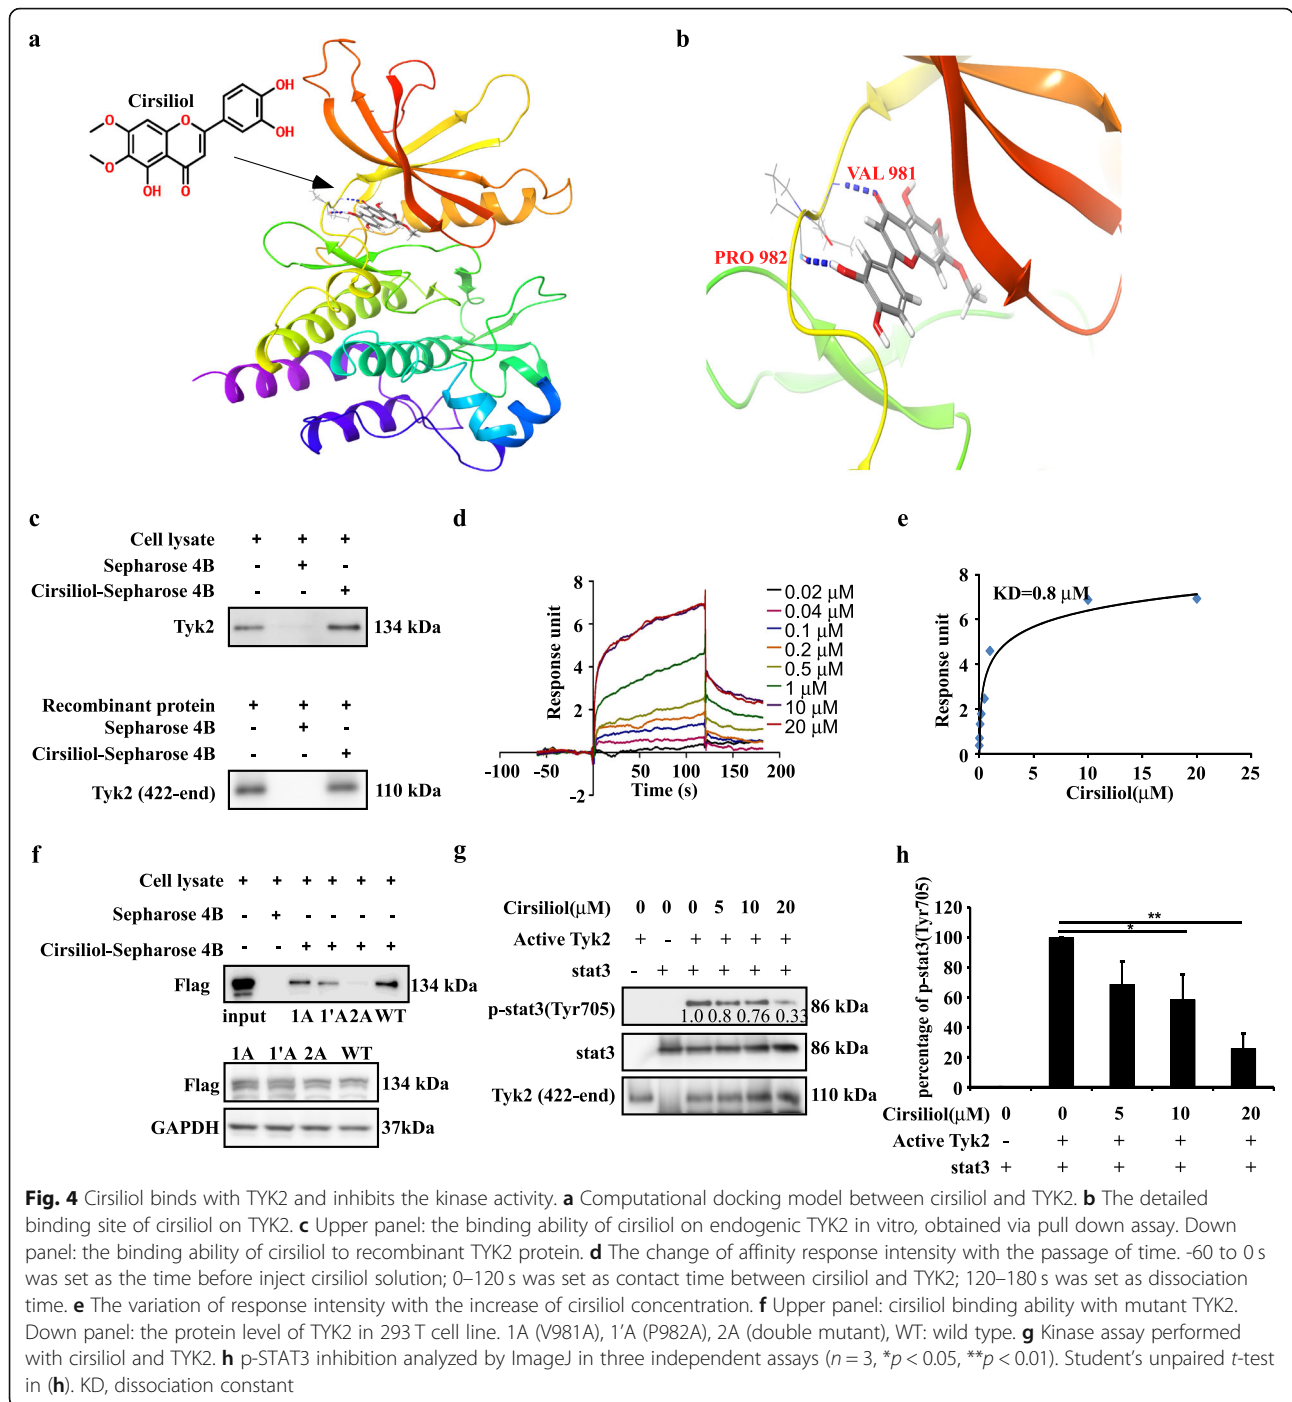 a
Cirsiliol
OH
OH
O
O
O
OH
O
b
VAL 981
PRO 982
c
Cell lysate + + +
Sepharose 4B - + -
Cirsiliol-Sepharose 4B - - +
Tyk2 134 kDa
Recombinant protein + + +
Sepharose 4B - + -
Cirsiliol-Sepharose 4B - - +
Tyk2 (422-end) 110 kDa
d
Response unit
8
6
4
2
-2
-100 -50 50 100 150 200
Time (s)
0.02 μM
0.04 μM
0.1 μM
0.2 μM
0.5 μM
1 μM
10 μM
20 μM
e
Response unit
8
6
4
2
0
KD=0.8 μM
0 5 10 15 20 25
Cirsiliol(μM)
f
Cell lysate + + + + + +
Sepharose 4B - + - - - -
Cirsiliol-Sepharose 4B - - + + + +
Flag 134 kDa
input 1A 1'A 2A WT
1A 1'A 2A WT
Flag 134 kDa
GAPDH 37kDa
g
Cirsiliol(μM) 0 0 0 5 10 20
Active Tyk2 + - + + + +
stat3 - + + + + +
p-stat3(Tyr705) 86 kDa
1.0 0.8 0.76 0.33
stat3 86 kDa
Tyk2 (422-end) 110 kDa
h
percentage of p-stat3(Tyr705)
120
100
80
60
40
20
0
**
*
Cirsiliol(μM) 0 0 5 10 20
Active Tyk2 - + + + +
stat3 + + + + +
Fig. 4 Cirsiliol binds with TYK2 and inhibits the kinase activity. a Computational docking model between cirsiliol and TYK2. b The detailed
binding site of cirsiliol on TYK2. c Upper panel: the binding ability of cirsiliol on endogenic TYK2 in vitro, obtained via pull down assay. Down
panel: the binding ability of cirsiliol to recombinant TYK2 protein. d The change of affinity response intensity with the passage of time. -60 to 0 s
was set as the time before inject cirsiliol solution; 0–120 s was set as contact time between cirsiliol and TYK2; 120–180 s was set as dissociation
time. e The variation of response intensity with the increase of cirsiliol concentration. f Upper panel: cirsiliol binding ability with mutant TYK2.
Down panel: the protein level of TYK2 in 293 T cell line. 1A (V981A), 1′A (P982A), 2A (double mutant), WT: wild type. g Kinase assay performed
with cirsiliol and TYK2. h p-STAT3 inhibition analyzed by ImageJ in three independent assays (n = 3, *p < 0.05, **p < 0.01). Student's unpaired t-test
in (h). KD, dissociation constant